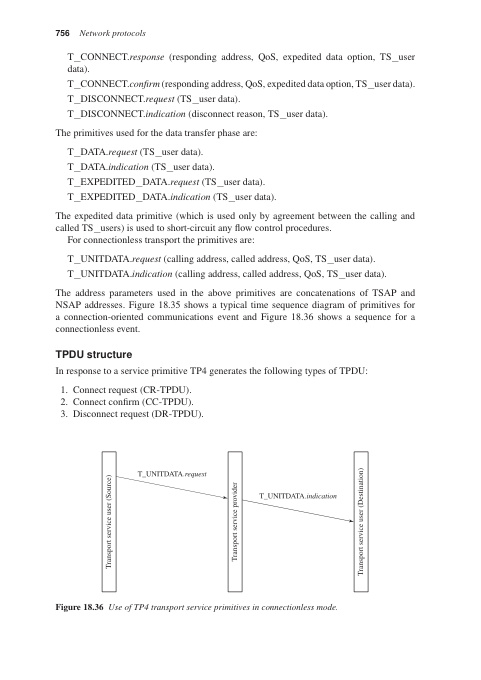 756 Network protocols
T_CONNECT.response (responding address, QoS, expedited data option, TS_user
data).
T_CONNECT.confirm (responding address, QoS, expedited data option, TS_user data).
T_DISCONNECT.request (TS_user data).
T_DISCONNECT.indication (disconnect reason, TS_user data).
The primitives used for the data transfer phase are:
T_DATA.request (TS_user data).
T_DATA.indication (TS_user data).
T_EXPEDITED_DATA.request (TS_user data).
T_EXPEDITED_DATA.indication (TS_user data).
The expedited data primitive (which is used only by agreement between the calling and
called TS_users) is used to short-circuit any flow control procedures.
For connectionless transport the primitives are:
T_UNITDATA.request (calling address, called address, QoS, TS_user data).
T_UNITDATA.indication (calling address, called address, QoS, TS_user data).
The address parameters used in the above primitives are concatenations of TSAP and
NSAP addresses. Figure 18.35 shows a typical time sequence diagram of primitives for
a connection-oriented communications event and Figure 18.36 shows a sequence for a
connectionless event.
TPDU structure
In response to a service primitive TP4 generates the following types of TPDU:
1. Connect request (CR-TPDU).
2. Connect confirm (CC-TPDU).
3. Disconnect request (DR-TPDU).
Transport service user (Source)
T_UNITDATA.request
Transport service provider
T_UNITDATA.indication
Transport service user (Destination)
Figure 18.36 Use of TP4 transport service primitives in connectionless mode.